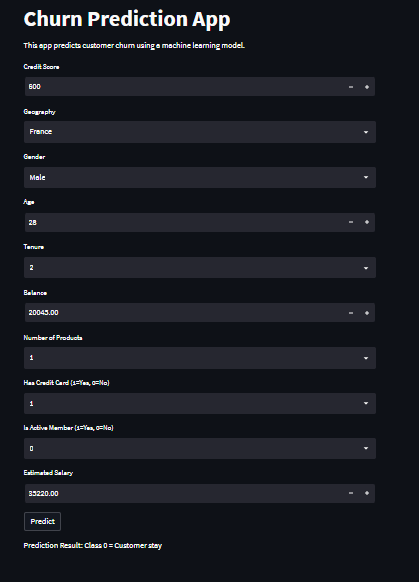 Churn Prediction App
This app predicts customer churn using a machine learning model.
Credit Score
600
Geography
France
Gender
Male
Age
28
Tenure
2
Balance
20045.00
Number of Products
1
Has Credit Card (1=Yes, 0=No)
1
Is Active Member (1=Yes, 0=No)
0
Estimated Salary
35220.00
Predict
Prediction Result: Class 0 = Customer stay